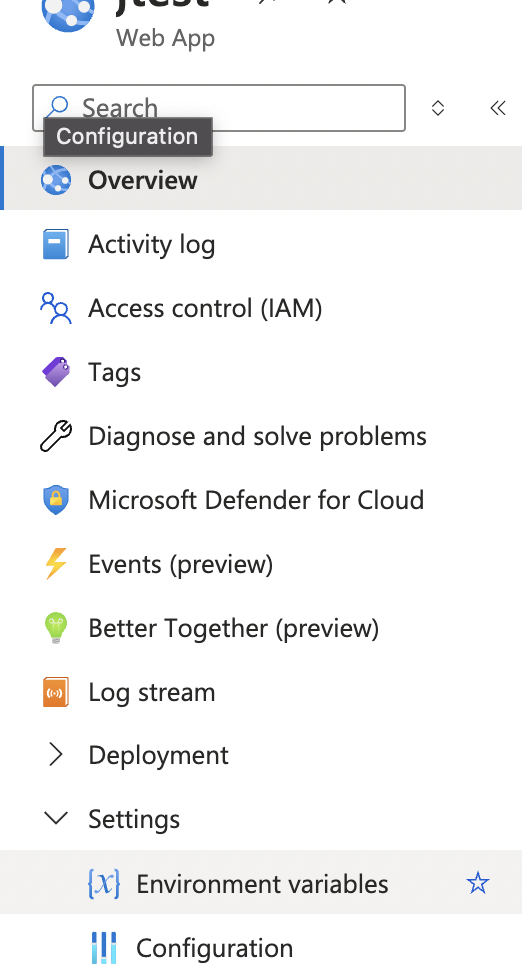 jtest
Web App
Search
Configuration
Overview
Activity log
Access control (IAM)
Tags
Diagnose and solve problems
Microsoft Defender for Cloud
Events (preview)
Better Together (preview)
Log stream
Deployment
Settings
Environment variables
Configuration